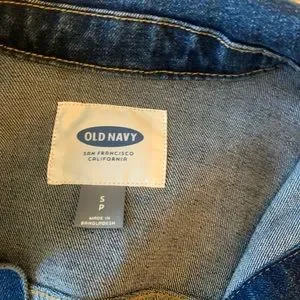 OLD NAVY
SAN FRANCISCO
CALIFORNIA
S
P
MADE IN
BANGLADESH